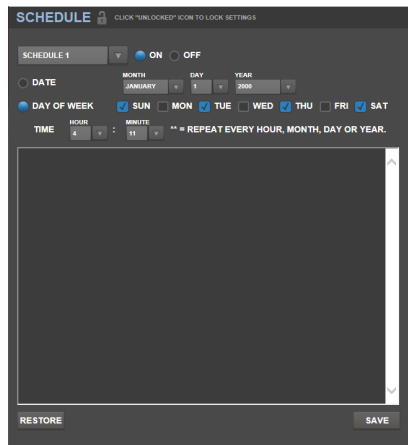 SCHEDULE CLICK "UNLOCKED" ICON TO LOCK SETTINGS
SCHEDULE 1 ON OFF
MONTH DAY YEAR
DATE JANUARY 1 2000
DAY OF WEEK SUN MON TUE WED THU FRI SAT
HOUR MINUTE
TIME 4 : 11 ** = REPEAT EVERY HOUR, MONTH, DAY OR YEAR.
RESTORE SAVE